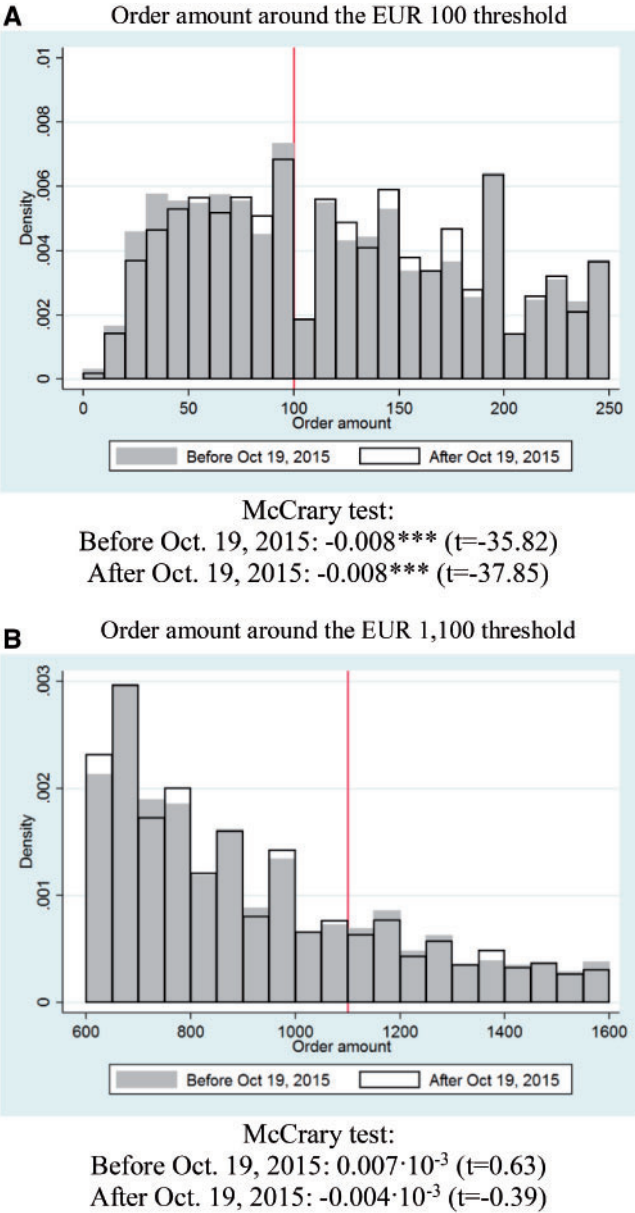 A
Order amount around the EUR 100 threshold
.01
.008
.006
.004
.002
0
Density
0 50 100 150 200 250
Order amount
Before Oct 19, 2015 After Oct 19, 2015
McCrary test:
Before Oct. 19, 2015: -0.008*** (t=-35.82)
After Oct. 19, 2015: -0.008*** (t=-37.85)
B
Order amount around the EUR 1,100 threshold
.003
.002
.001
0
Density
600 800 1000 1200 1400 1600
Order amount
Before Oct 19, 2015 After Oct 19, 2015
McCrary test:
Before Oct. 19, 2015: 0.007·10⁻³ (t=0.63)
After Oct. 19, 2015: -0.004·10⁻³ (t=-0.39)